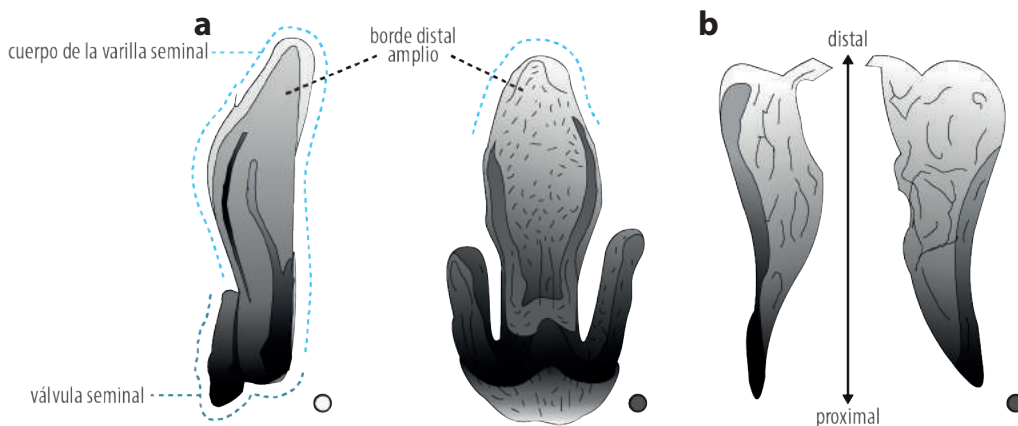 a
cuerpo de la varilla seminal
borde distal
amplio
válvula seminal
b
distal
proximal